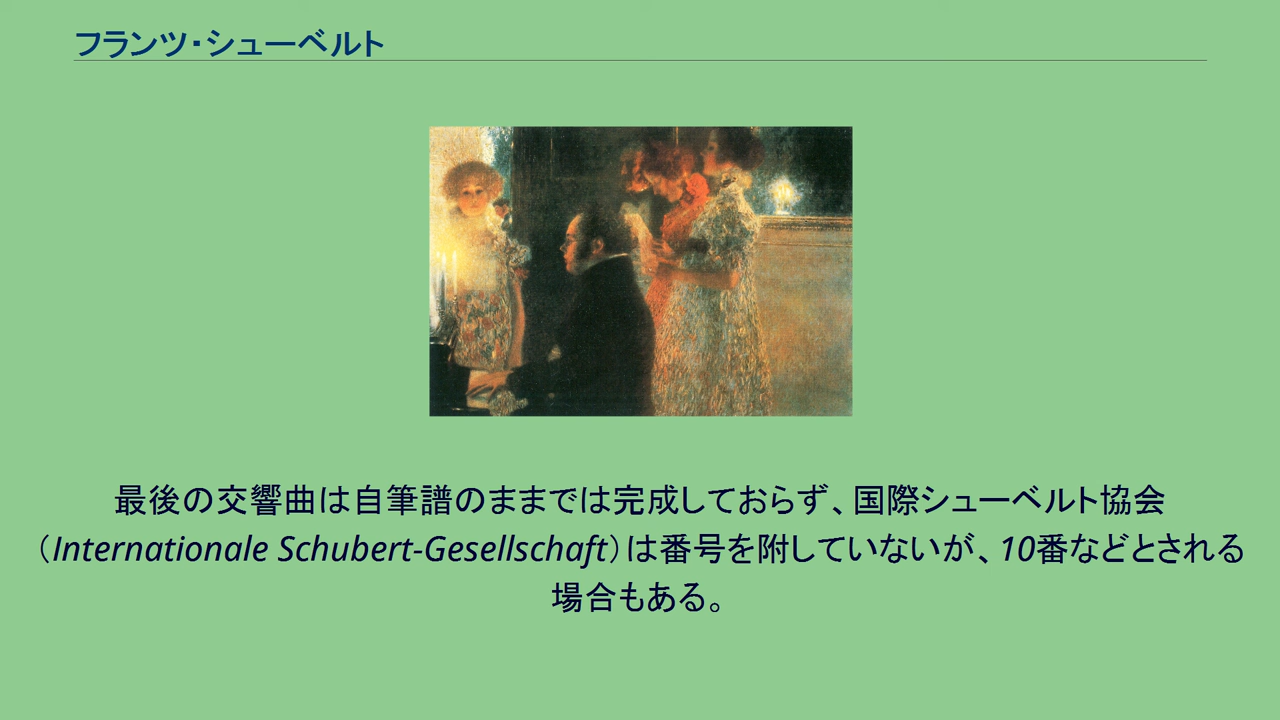 フランツ・シューベルト
最後の交響曲は自筆譜のままでは完成しておらず、国際シューベルト協会
（Internationale Schubert-Gesellschaft）は番号を附していないが、10番などとされる
場合もある。